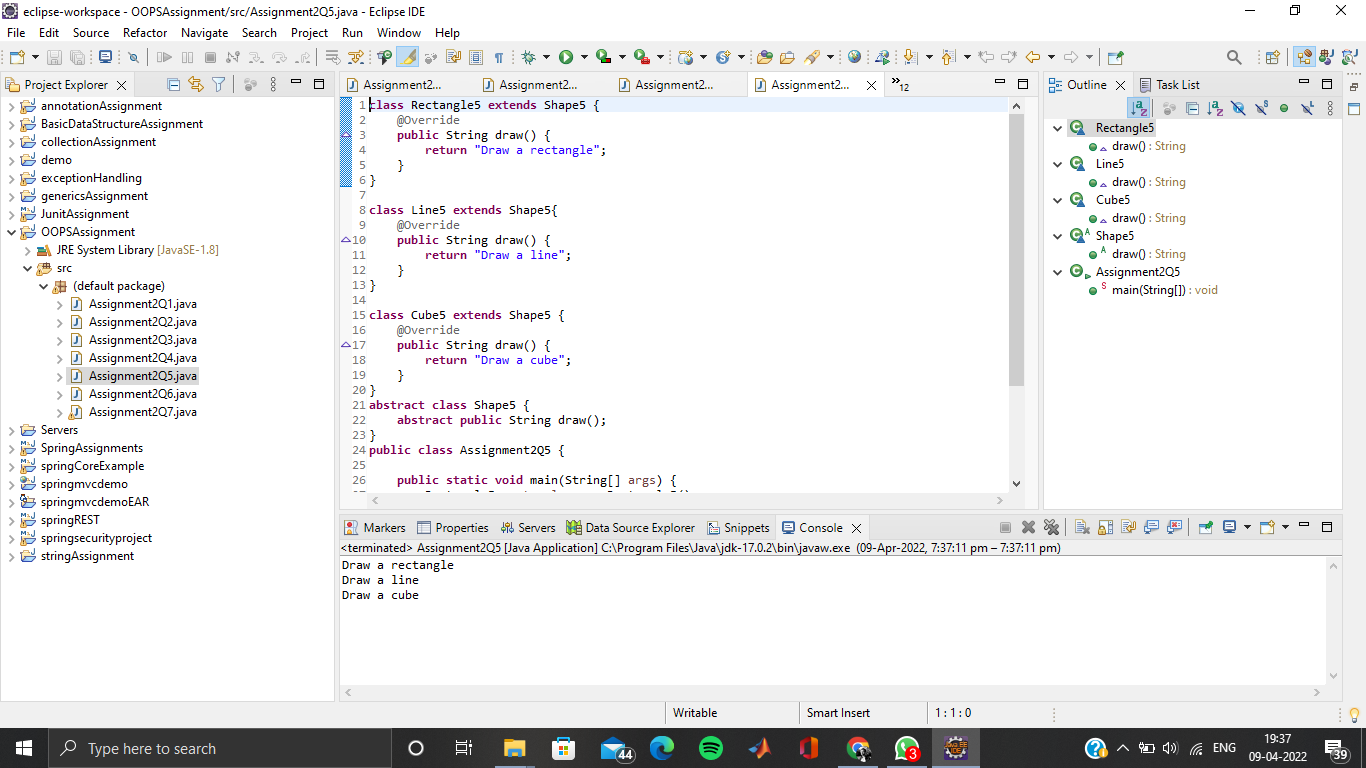 eclipse-workspace - OOPSAssignment/src/Assignment2Q5.java - Eclipse IDE
File Edit Source Refactor Navigate Search Project Run Window Help
Project Explorer
annotationAssignment
BasicDataStructureAssignment
collectionAssignment
demo
exceptionHandling
genericsAssignment
JunitAssignment
OOPSAssignment
JRE System Library [JavaSE-1.8]
src
(default package)
Assignment2Q1.java
Assignment2Q2.java
Assignment2Q3.java
Assignment2Q4.java
Assignment2Q5.java
Assignment2Q6.java
Assignment2Q7.java
Servers
SpringAssignments
springCoreExample
springmvcdemo
springmvcdemoEAR
springREST
springsecurityproject
stringAssignment
Assignment2... Assignment2... Assignment2... Assignment2... »12
1 class Rectangle5 extends Shape5 {
2 @Override
3 public String draw() {
4 return "Draw a rectangle";
5 }
6 }
7
8 class Line5 extends Shape5{
9 @Override
10 public String draw() {
11 return "Draw a line";
12 }
13 }
14
15 class Cube5 extends Shape5 {
16 @Override
17 public String draw() {
18 return "Draw a cube";
19 }
20 }
21 abstract class Shape5 {
22 abstract public String draw();
23 }
24 public class Assignment2Q5 {
25
26 public static void main(String[] args) {
Outline Task List
Rectangle5
draw() : String
Line5
draw() : String
Cube5
draw() : String
Shape5
draw() : String
Assignment2Q5
main(String[]) : void
Markers Properties Servers Data Source Explorer Snippets Console
<terminated> Assignment2Q5 [Java Application] C:\Program Files\Java\jdk-17.0.2\bin\javaw.exe (09-Apr-2022, 7:37:11 pm – 7:37:11 pm)
Draw a rectangle
Draw a line
Draw a cube
Writable Smart Insert 1 : 1 : 0
Type here to search
44
3
ENG
19:37
09-04-2022
39